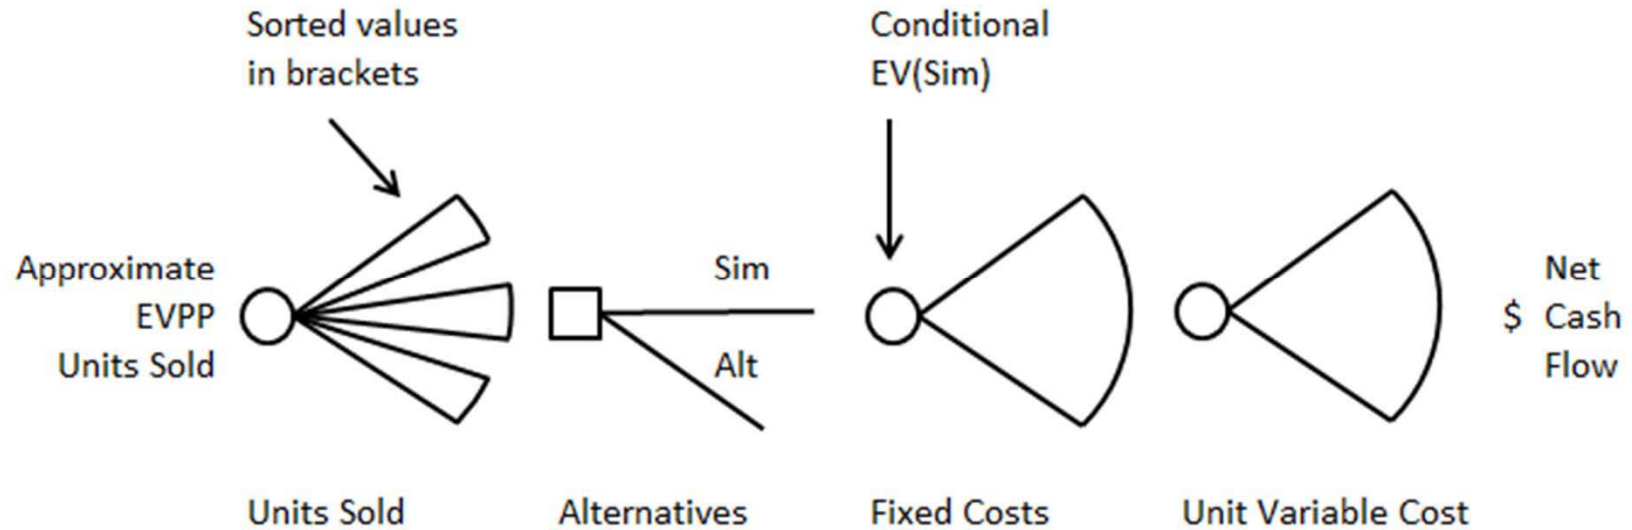 Sorted values
in brackets
Conditional
EV(Sim)
Approximate
EVPP
Units Sold
Sim
Alt
Net
$ Cash
Flow
Units Sold
Alternatives
Fixed Costs
Unit Variable Cost